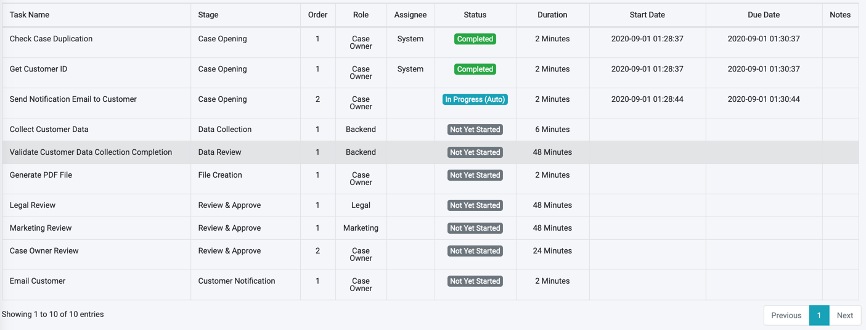 Task Name Stage Order Role Assignee Status Duration Start Date Due Date Notes
Check Case Duplication Case Opening 1 Case Owner System Completed 2 Minutes 2020-09-01 01:28:37 2020-09-01 01:30:37
Get Customer ID Case Opening 1 Case Owner System Completed 2 Minutes 2020-09-01 01:28:37 2020-09-01 01:30:37
Send Notification Email to Customer Case Opening 2 Case Owner In Progress (Auto) 2 Minutes 2020-09-01 01:28:44 2020-09-01 01:30:44
Collect Customer Data Data Collection 1 Backend Not Yet Started 6 Minutes
Validate Customer Data Collection Completion Data Review 1 Backend Not Yet Started 48 Minutes
Generate PDF File File Creation 1 Case Owner Not Yet Started 2 Minutes
Legal Review Review & Approve 1 Legal Not Yet Started 48 Minutes
Marketing Review Review & Approve 1 Marketing Not Yet Started 48 Minutes
Case Owner Review Review & Approve 2 Case Owner Not Yet Started 24 Minutes
Email Customer Customer Notification 1 Case Owner Not Yet Started 2 Minutes
Showing 1 to 10 of 10 entries
Previous 1 Next